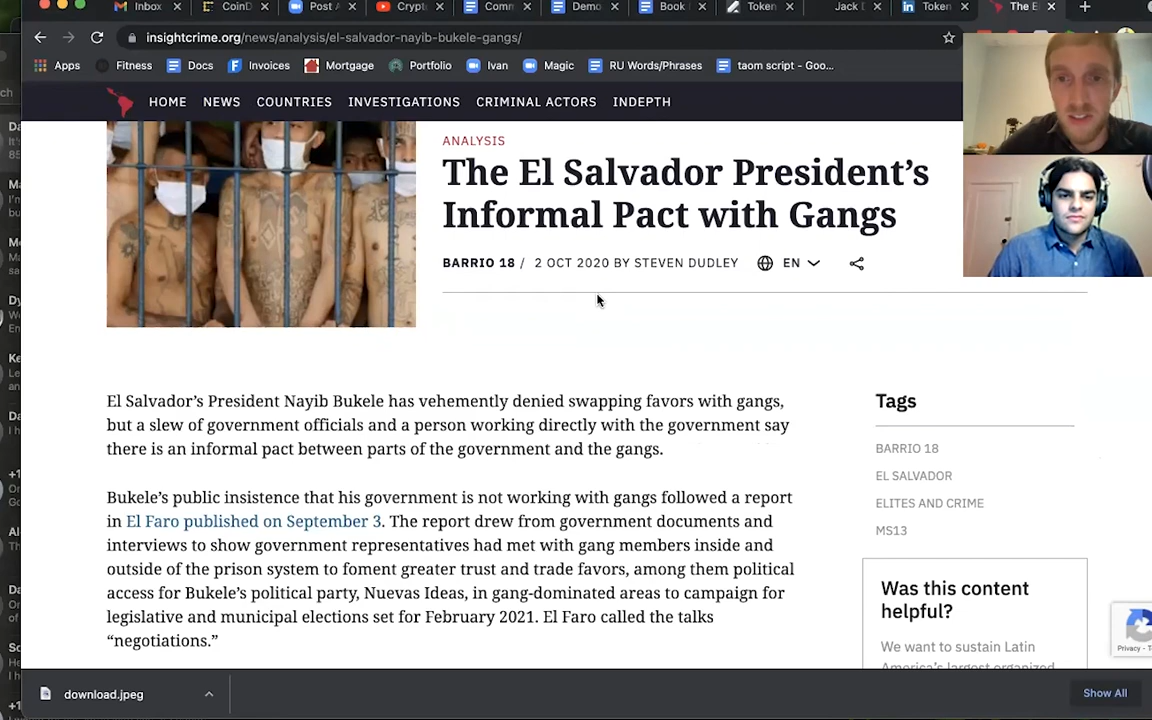 Inbox
CoinD
Post A
Crypt
Comm
Demo
Book
Token
Jack D
Token
The E
insightcrime.org/news/analysis/el-salvador-nayib-bukele-gangs/
Apps Fitness Docs Invoices Mortgage Portfolio Ivan Magic RU Words/Phrases taom script - Goo...
HOME NEWS COUNTRIES INVESTIGATIONS CRIMINAL ACTORS INDEPTH
ANALYSIS
The El Salvador President's
Informal Pact with Gangs
BARRIO 18 / 2 OCT 2020 BY STEVEN DUDLEY EN
El Salvador's President Nayib Bukele has vehemently denied swapping favors with gangs,
but a slew of government officials and a person working directly with the government say
there is an informal pact between parts of the government and the gangs.
Bukele's public insistence that his government is not working with gangs followed a report
in El Faro published on September 3. The report drew from government documents and
interviews to show government representatives had met with gang members inside and
outside of the prison system to foment greater trust and trade favors, among them political
access for Bukele's political party, Nuevas Ideas, in gang-dominated areas to campaign for
legislative and municipal elections set for February 2021. El Faro called the talks
"negotiations."
Tags
BARRIO 18
EL SALVADOR
ELITES AND CRIME
MS13
Was this content
helpful?
We want to sustain Latin
America's largest organized
Privacy - T
download.jpeg
Show All